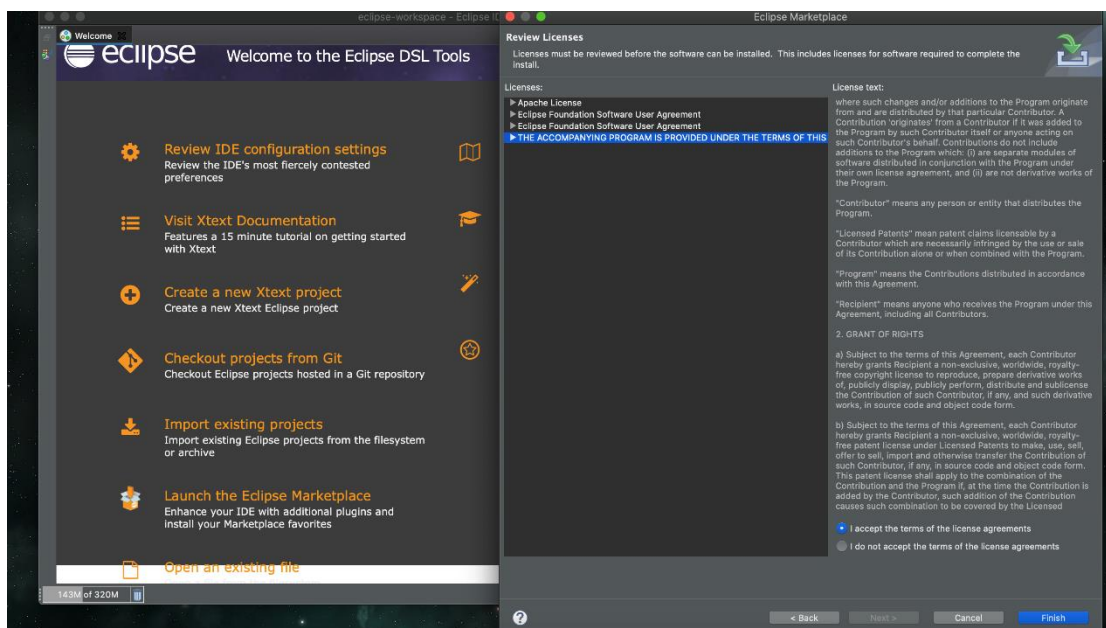 eclipse-workspace - Eclipse I
Welcome
eclipse
Welcome to the Eclipse DSL Tools
Review IDE configuration settings
Review the IDE's most fiercely contested
preferences
Visit Xtext Documentation
Features a 15 minute tutorial on getting started
with Xtext
Create a new Xtext project
Create a new Xtext Eclipse project
Checkout projects from Git
Checkout Eclipse projects hosted in a Git repository
Import existing projects
Import existing Eclipse projects from the filesystem
or archive
Launch the Eclipse Marketplace
Enhance your IDE with additional plugins and
install your Marketplace favorites
Open an existing file
143M of 320M
Eclipse Marketplace
Review Licenses
Licenses must be reviewed before the software can be installed. This includes licenses for software required to complete the
install.
Licenses:
Apache License
Eclipse Foundation Software User Agreement
Eclipse Foundation Software User Agreement
THE ACCOMPANYING PROGRAM IS PROVIDED UNDER THE TERMS OF THIS
License text:
where such changes and/or additions to the Program originate
from and are distributed by that particular Contributor. A
Contribution 'originates' from a Contributor if it was added to
the Program by such Contributor itself or anyone acting on
such Contributor's behalf. Contributions do not include
additions to the Program which: (i) are separate modules of
software distributed in conjunction with the Program under
their own license agreement, and (ii) are not derivative works of
the Program.
"Contributor" means any person or entity that distributes the
Program.
"Licensed Patents" mean patent claims licensable by a
Contributor which are necessarily infringed by the use or sale
of its Contribution alone or when combined with the Program.
"Program" means the Contributions distributed in accordance
with this Agreement.
"Recipient" means anyone who receives the Program under this
Agreement, including all Contributors.
2. GRANT OF RIGHTS
a) Subject to the terms of this Agreement, each Contributor
hereby grants Recipient a non-exclusive, worldwide, royalty-
free copyright license to reproduce, prepare derivative works
of, publicly display, publicly perform, distribute and sublicense
the Contribution of such Contributor, if any, and such derivative
works, in source code and object code form.
b) Subject to the terms of this Agreement, each Contributor
hereby grants Recipient a non-exclusive, worldwide, royalty-
free patent license under Licensed Patents to make, use, sell,
offer to sell, import and otherwise transfer the Contribution of
such Contributor, if any, in source code and object code form.
This patent license shall apply to the combination of the
Contribution and the Program if, at the time the Contribution is
added by the Contributor, such addition of the Contribution
causes such combination to be covered by the Licensed
I accept the terms of the license agreements
I do not accept the terms of the license agreements
?
< Back
Next >
Cancel
Finish